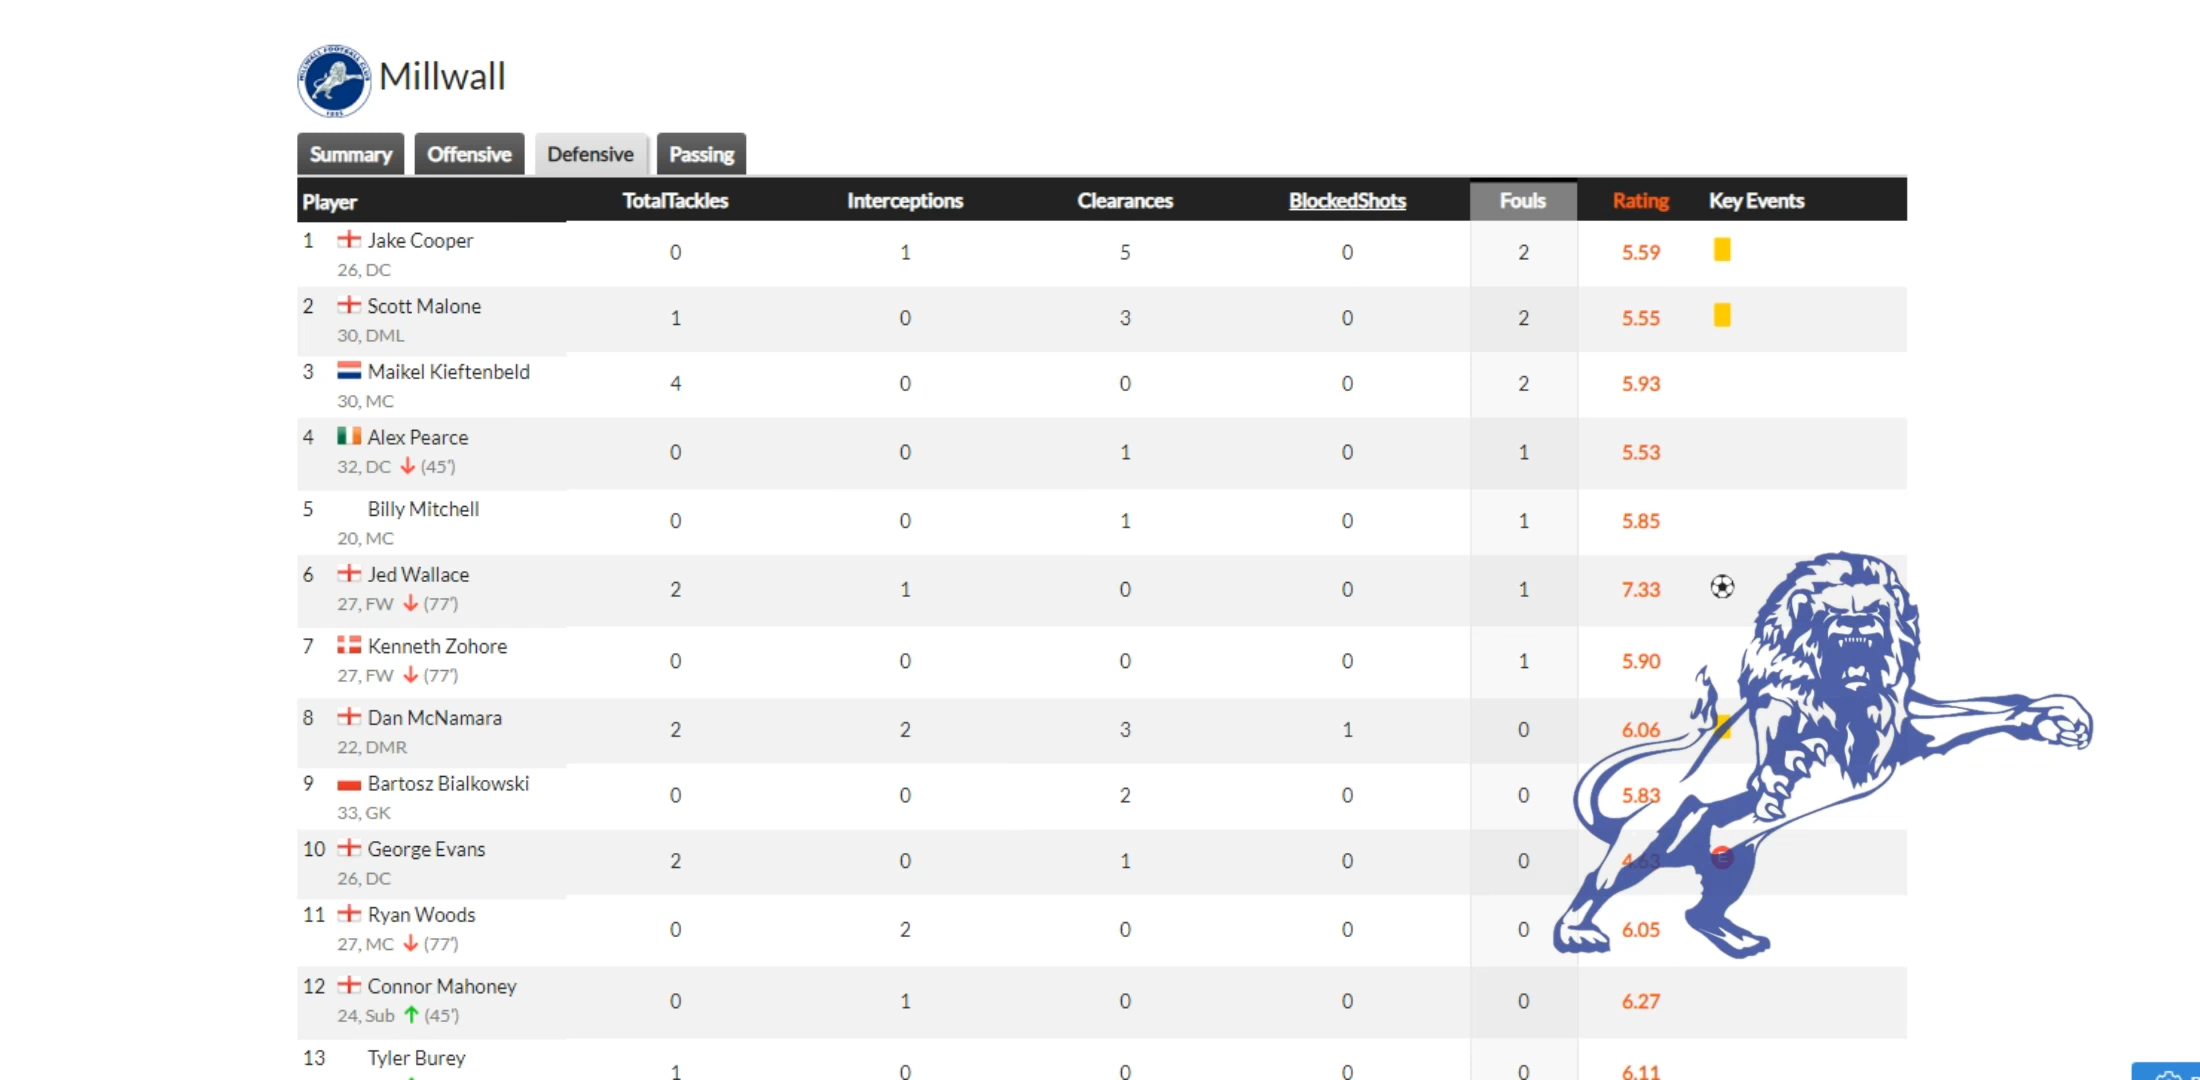 Millwall
Summary Offensive Defensive Passing
Player TotalTackles Interceptions Clearances BlockedShots Fouls Rating Key Events
1 Jake Cooper 0 1 5 0 2 5.59
26, DC
2 Scott Malone 1 0 3 0 2 5.55
30, DML
3 Maikel Kieftenbeld 4 0 0 0 2 5.93
30, MC
4 Alex Pearce 0 0 1 0 1 5.53
32, DC (45')
5 Billy Mitchell 0 0 1 0 1 5.85
20, MC
6 Jed Wallace 2 1 0 0 1 7.33
27, FW (77')
7 Kenneth Zohore 0 0 0 0 1 5.90
27, FW (77')
8 Dan McNamara 2 2 3 1 0 6.06
22, DMR
9 Bartosz Bialkowski 0 0 2 0 0 5.83
33, GK
10 George Evans 2 0 1 0 0 4.63
26, DC
11 Ryan Woods 0 2 0 0 0 6.05
27, MC (77')
12 Connor Mahoney 0 1 0 0 0 6.27
24, Sub (45')
13 Tyler Burey 1 0 0 0 0 6.11